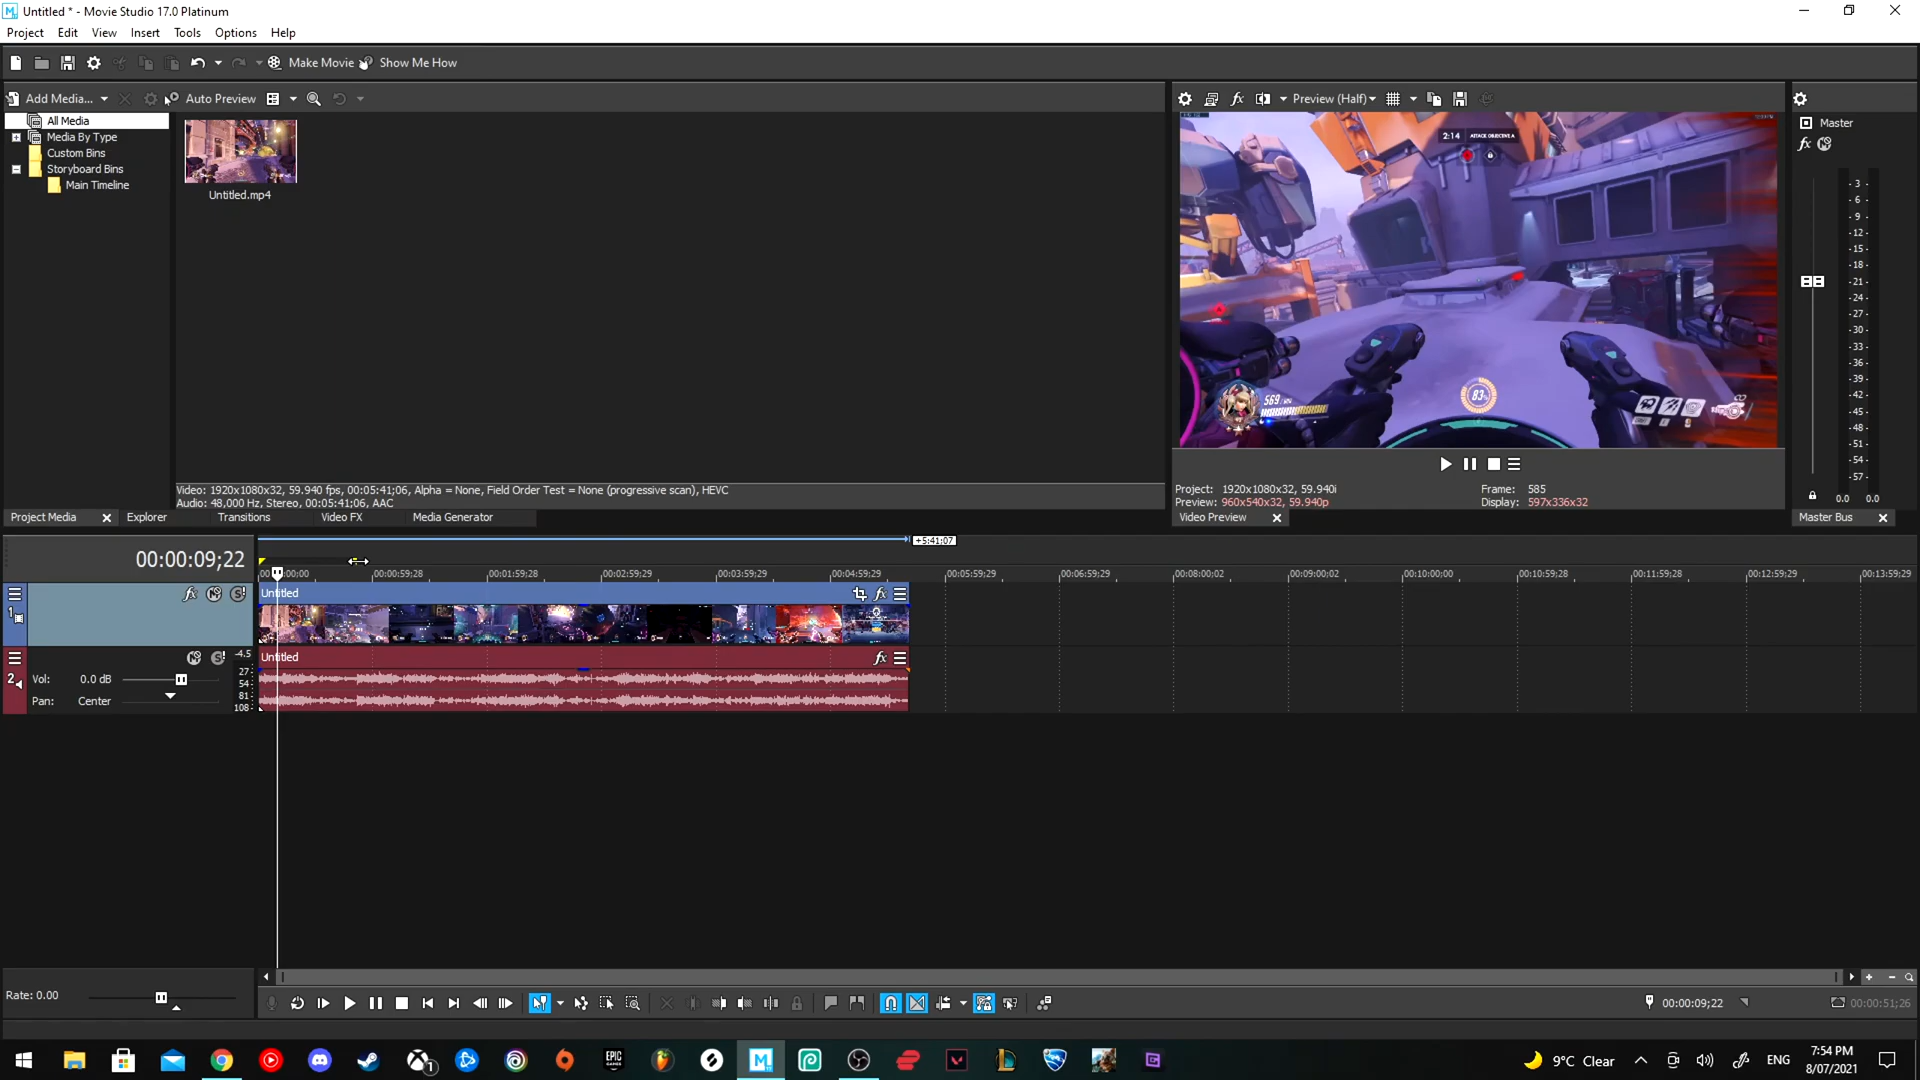 Untitled * - Movie Studio 17.0 Platinum
Project Edit View Insert Tools Options Help
Make Movie Show Me How
Add Media... Auto Preview
Preview (Half)
All Media
Media By Type
Custom Bins
Storyboard Bins
Main Timeline
Untitled.mp4
2:14 ATTACK OBJECTIVE A
569
83
Master
-3-
-6-
-9-
-12-
-15-
-18-
-21-
-24-
-27-
-30-
-33-
-36-
-39-
-42-
-45-
-48-
-51-
-54-
-57-
0.0 0.0
Video: 1920x1080x32, 59.940 fps, 00:05:41;06, Alpha = None, Field Order Test = None (progressive scan), HEVC
Audio: 48,000 Hz, Stereo, 00:05:41;06, AAC
Project: 1920x1080x32, 59.940i
Frame: 585
Preview: 960x540x32, 59.940p
Display: 597x336x32
Project Media Explorer Transitions Video FX Media Generator
Video Preview
Master Bus
+5:41;07
00:00:09;22
00:00:59;28 00:01:59;28 00:02:59;29 00:03:59;29 00:04:59;29 00:05:59;29 00:06:59;29 00:08:00;02 00:09:00;02 00:10:00;00 00:10:59;28 00:11:59;28 00:12:59;29 00:13:59;29
1
Untitled
2
-4.5
27
54
81
108
Vol: 0.0 dB
Pan: Center
Untitled
Rate: 0.00
00:00:09;22
00:00:51;26
EPIC GAMES
9°C Clear
ENG
7:54 PM
8/07/2021